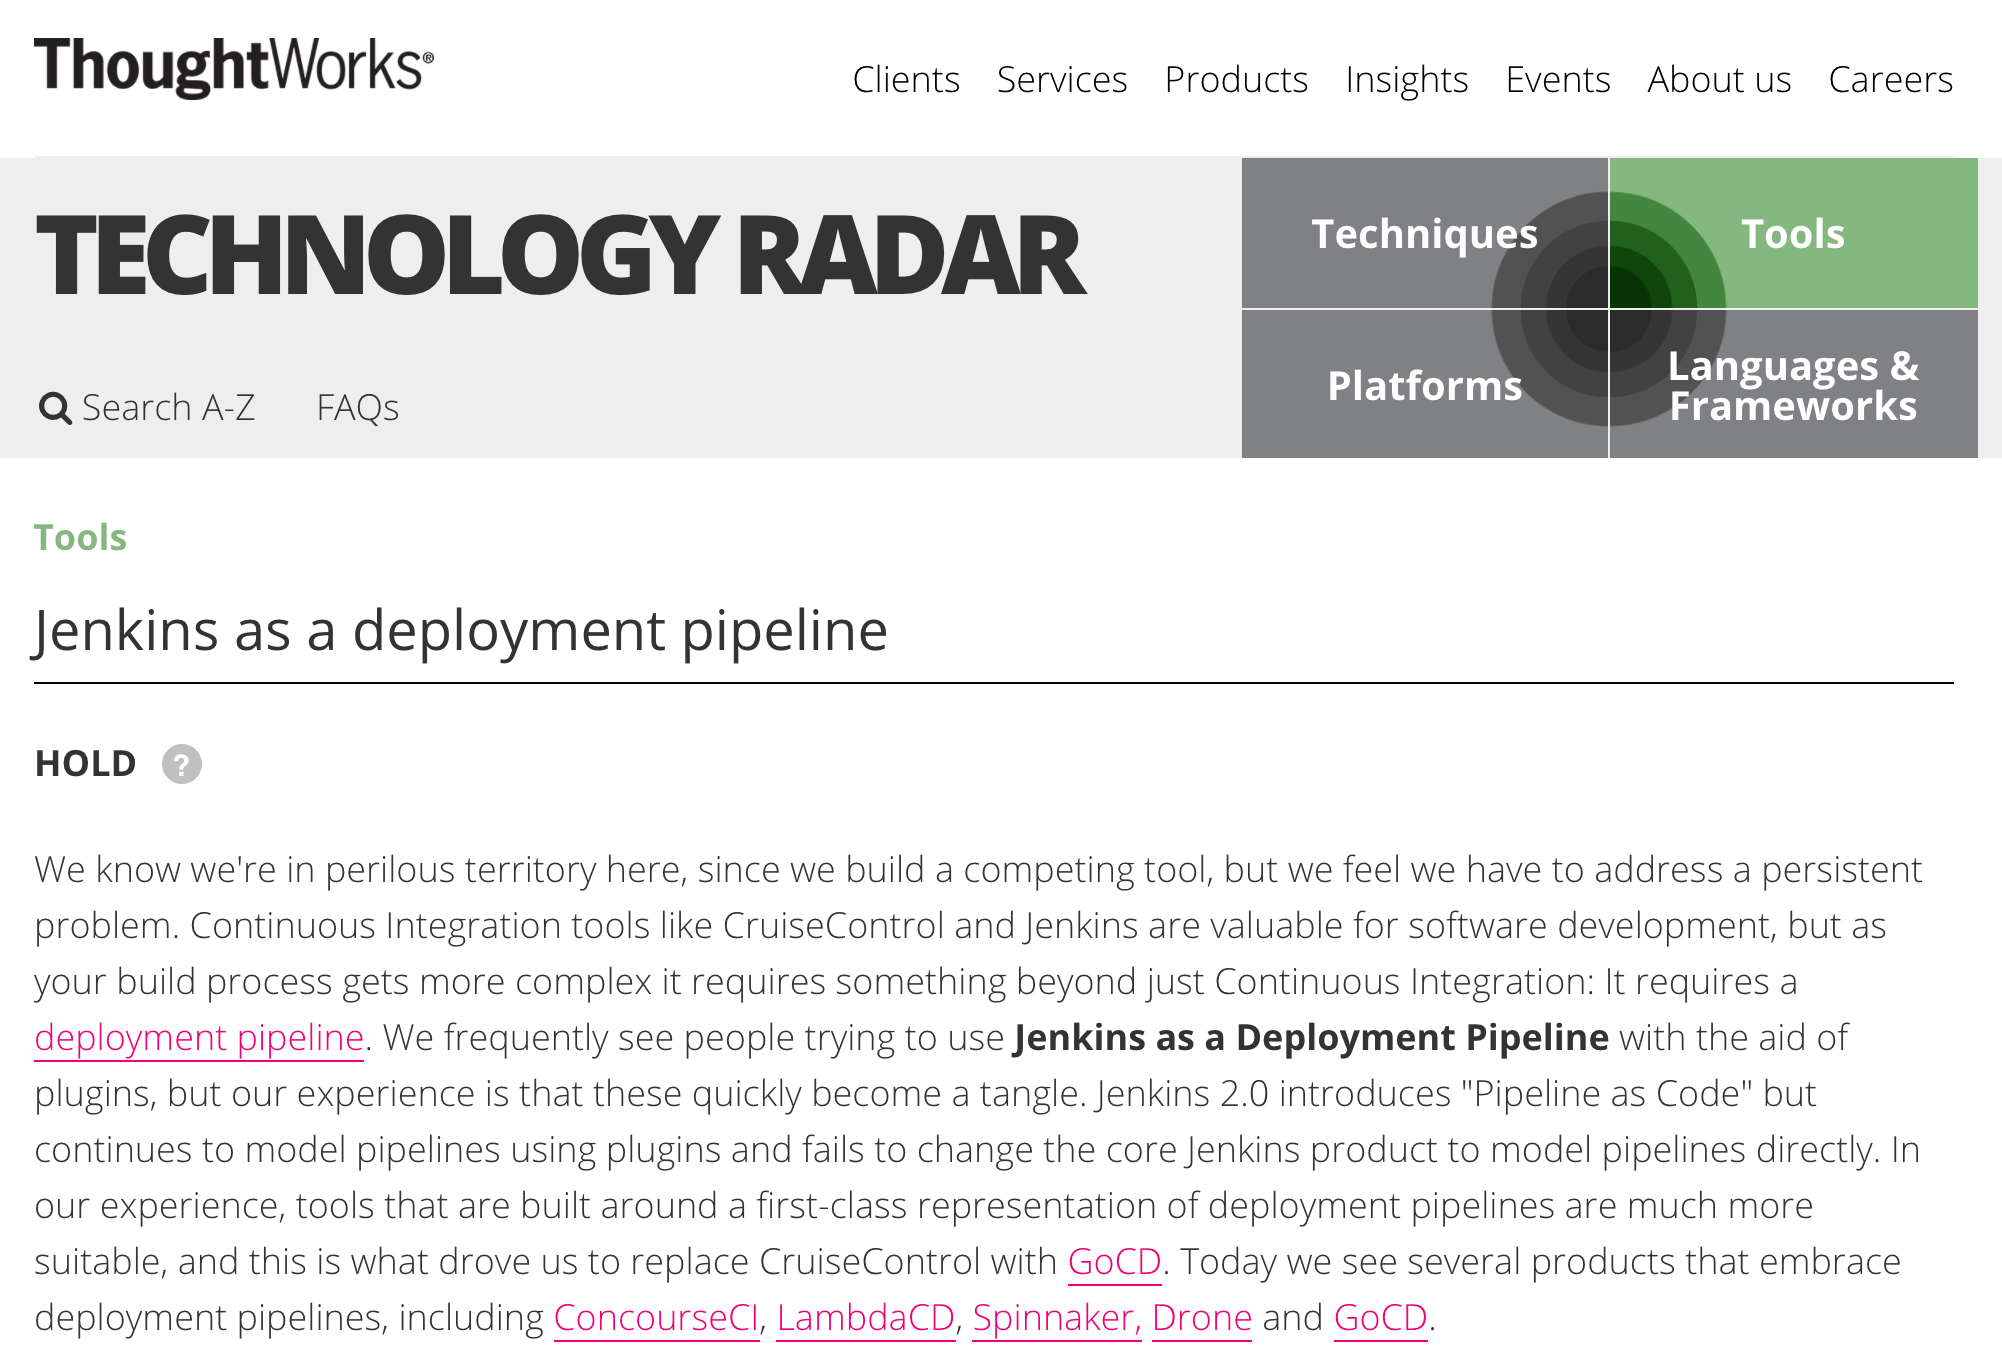 ThoughtWorks®
Clients Services Products Insights Events About us Careers
TECHNOLOGY RADAR
Search A-Z FAQs
Techniques
Tools
Platforms
Languages &
Frameworks
Tools
Jenkins as a deployment pipeline
HOLD ?
We know we're in perilous territory here, since we build a competing tool, but we feel we have to address a persistent
problem. Continuous Integration tools like CruiseControl and Jenkins are valuable for software development, but as
your build process gets more complex it requires something beyond just Continuous Integration: It requires a
deployment pipeline. We frequently see people trying to use Jenkins as a Deployment Pipeline with the aid of
plugins, but our experience is that these quickly become a tangle. Jenkins 2.0 introduces "Pipeline as Code" but
continues to model pipelines using plugins and fails to change the core Jenkins product to model pipelines directly. In
our experience, tools that are built around a first-class representation of deployment pipelines are much more
suitable, and this is what drove us to replace CruiseControl with GoCD. Today we see several products that embrace
deployment pipelines, including ConcourseCI, LambdaCD, Spinnaker, Drone and GoCD.